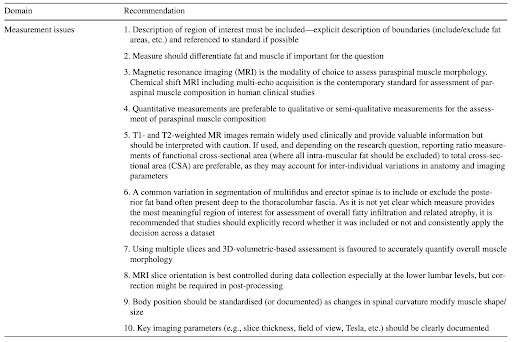 Domain Recommendation
Measurement issues 1. Description of region of interest must be included—explicit description of boundaries (include/exclude fat
areas, etc.) and referenced to standard if possible
2. Measure should differentiate fat and muscle if important for the question
3. Magnetic resonance imaging (MRI) is the modality of choice to assess paraspinal muscle morphology.
Chemical shift MRI including multi-echo acquisition is the contemporary standard for assessment of par-
aspinal muscle composition in human clinical studies
4. Quantitative measurements are preferable to qualitative or semi-qualitative measurements for the assess-
ment of paraspinal muscle composition
5. T1- and T2-weighted MR images remain widely used clinically and provide valuable information but
should be interpreted with caution. If used, and depending on the research question, reporting ratio measure-
ments of functional cross-sectional area (where all intra-muscular fat should be excluded) to total cross-sec-
tional area (CSA) are preferable, as they may account for inter-individual variations in anatomy and imaging
parameters
6. A common variation in segmentation of multifidus and erector spinae is to include or exclude the poste-
rior fat band often present deep to the thoracolumbar fascia. As it is not yet clear which measure provides
the most meaningful region of interest for assessment of overall fatty infiltration and related atrophy, it is
recommended that studies should explicitly record whether it was included or not and consistently apply the
decision across a dataset
7. Using multiple slices and 3D-volumetric-based assessment is favoured to accurately quantify overall muscle
morphology
8. MRI slice orientation is best controlled during data collection especially at the lower lumbar levels, but cor-
rection might be required in post-processing
9. Body position should be standardised (or documented) as changes in spinal curvature modify muscle shape/
size
10. Key imaging parameters (e.g., slice thickness, field of view, Tesla, etc.) should be clearly documented